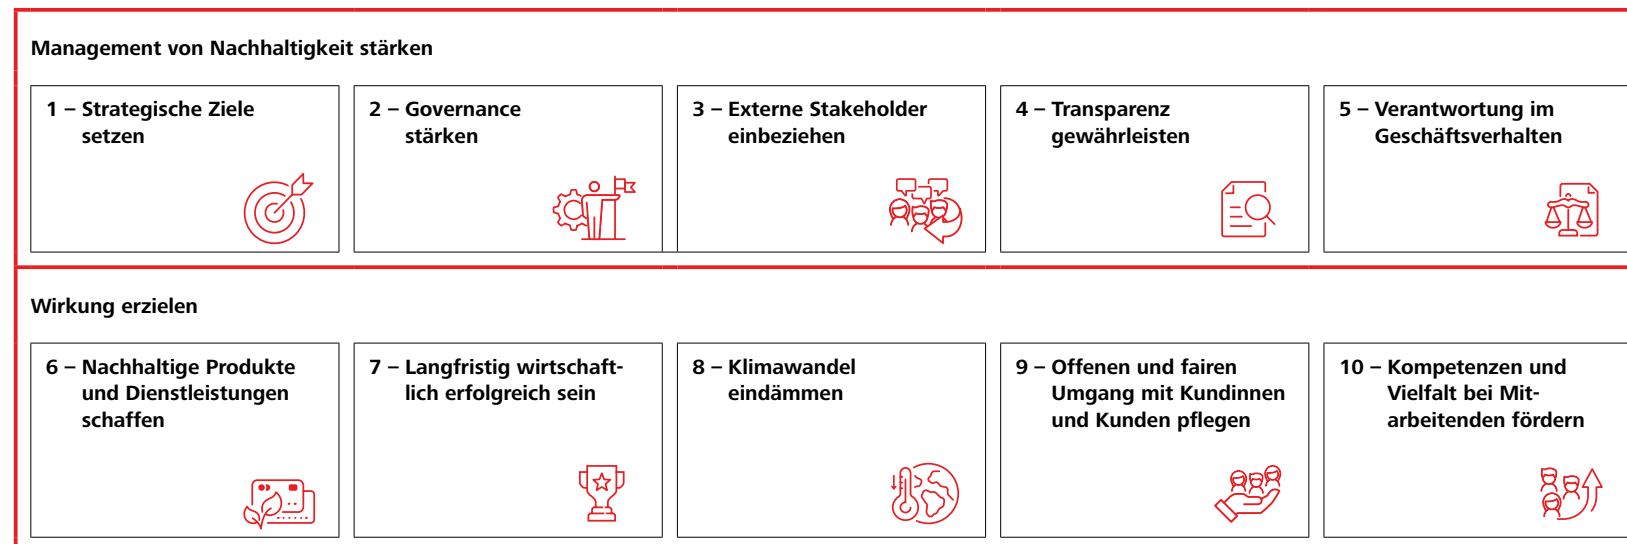 Management von Nachhaltigkeit stärken
1 – Strategische Ziele
setzen
2 – Governance
stärken
3 – Externe Stakeholder
einbeziehen
4 – Transparenz
gewährleisten
5 – Verantwortung im
Geschäftsverhalten
Wirkung erzielen
6 – Nachhaltige Produkte
und Dienstleistungen
schaffen
7 – Langfristig wirtschaft-
lich erfolgreich sein
8 – Klimawandel
eindämmen
9 – Offenen und fairen
Umgang mit Kundinnen
und Kunden pflegen
10 – Kompetenzen und
Vielfalt bei Mit-
arbeitenden fördern